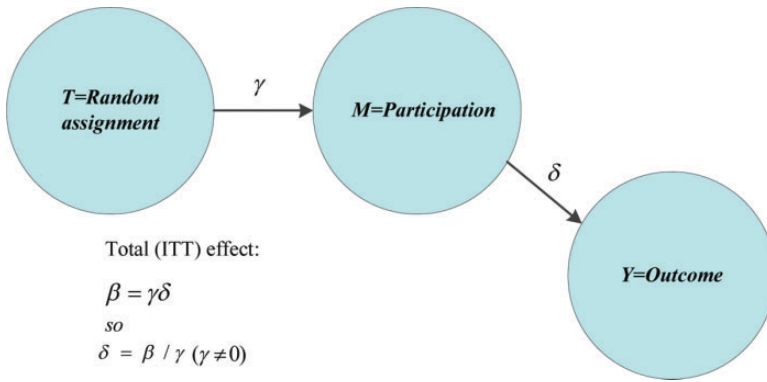 T=Random
assignment
γ
M=Participation
δ
Y=Outcome
Total (ITT) effect:
β = γδ
so
δ = β / γ (γ≠0)